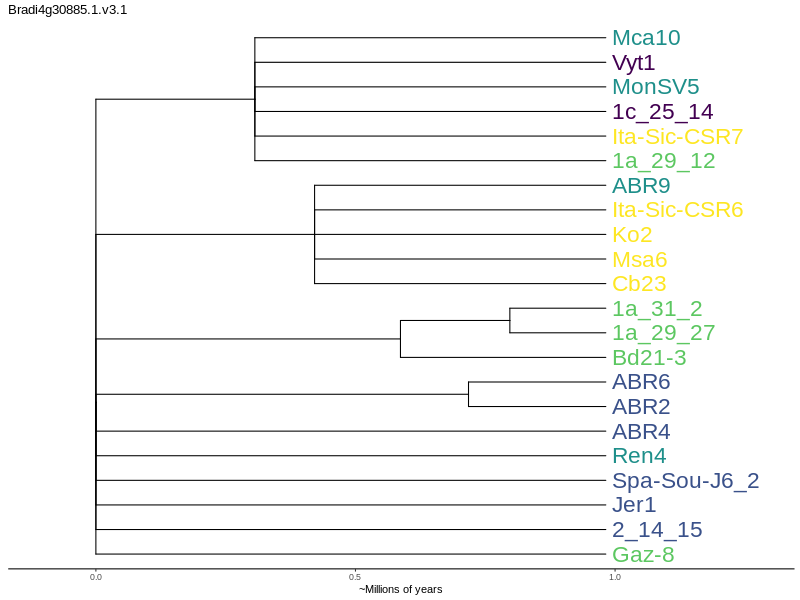 Bradi4g30885.1.v3.1
Mca10
Vyt1
MonSV5
1c_25_14
Ita-Sic-CSR7
1a_29_12
ABR9
Ita-Sic-CSR6
Ko2
Msa6
Cb23
1a_31_2
1a_29_27
Bd21-3
ABR6
ABR2
ABR4
Ren4
Spa-Sou-J6_2
Jer1
2_14_15
Gaz-8
0.0 0.5 1.0
~Millions of years